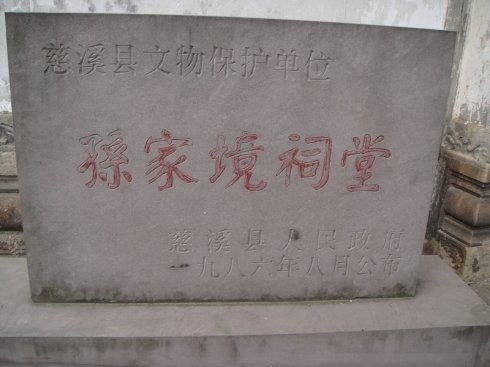 慈溪县文物保护单位
孫家境祠堂
慈溪县人民政府
一九八六年八月公布